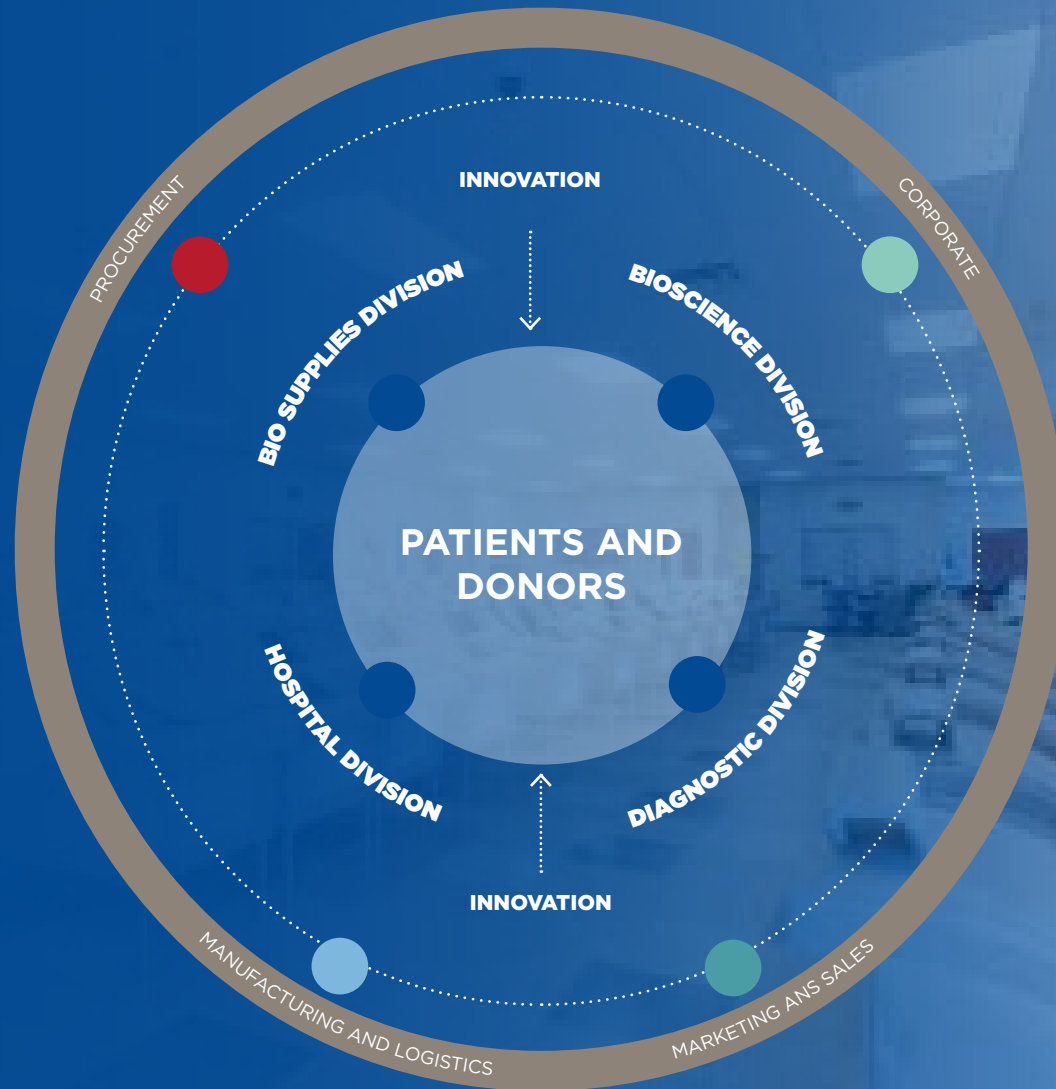 INNOVATION
PROCUREMENT
CORPORATE
BIO SUPPLIES DIVISION
BIOSCIENCE DIVISION
PATIENTS AND
DONORS
HOSPITAL DIVISION
DIAGNOSTIC DIVISION
INNOVATION
MANUFACTURING AND LOGISTICS
MARKETING ANS SALES